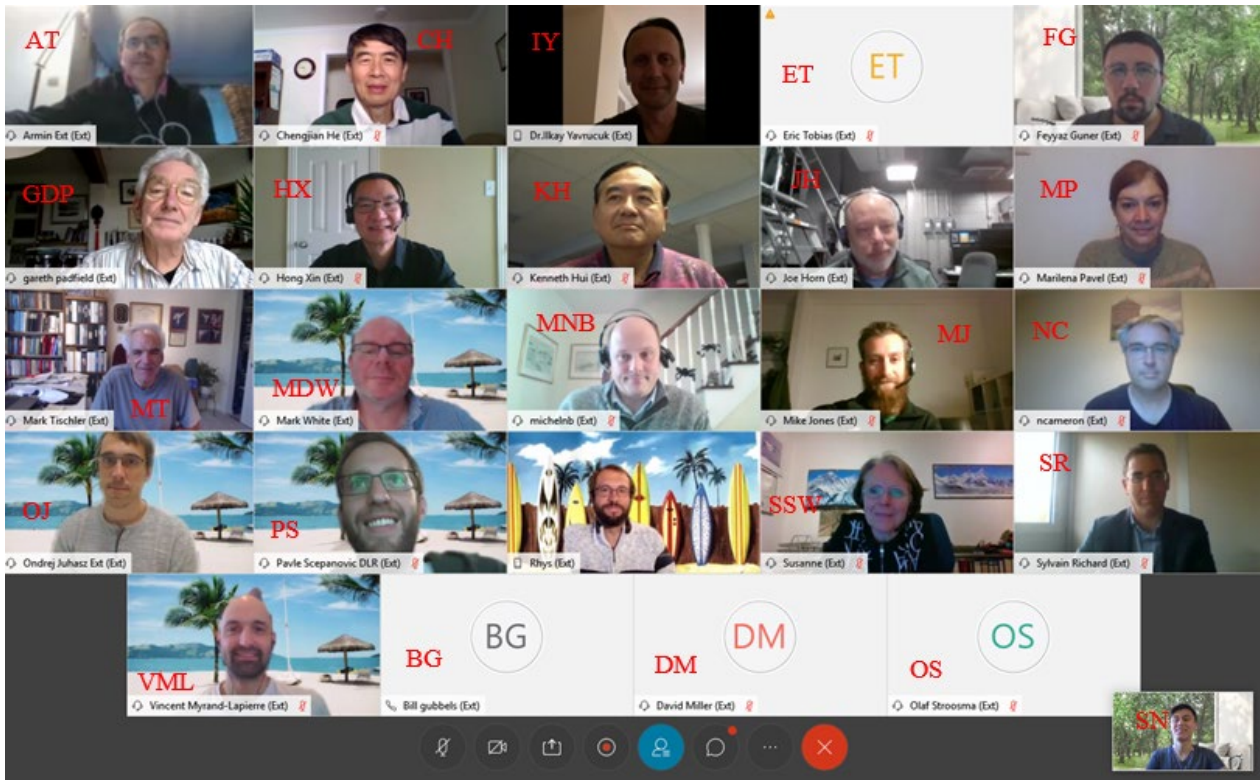 AT
CH
IY
ET
ET
FG
Armin Ext (Ext)
Chengjian He (Ext)
Dr.Ilkay Yavrucuk (Ext)
Eric Tobias (Ext)
Feyyaz Guner (Ext)
GDP
HX
KH
JH
MP
gareth padfield (Ext)
Hong Xin (Ext)
Kenneth Hui (Ext)
Joe Horn (Ext)
Marilena Pavel (Ext)
MT
MDW
MNB
MJ
NC
Mark Tischler (Ext)
Mark White (Ext)
michelnb (Ext)
Mike Jones (Ext)
ncameron (Ext)
OJ
PS
SSW
SR
Ondrej Juhasz Ext (Ext)
Pavle Scepanovic DLR (Ext)
Rhys (Ext)
Susanne (Ext)
Sylvain Richard (Ext)
VML
BG
BG
DM
DM
OS
OS
Vincent Myrand-Lapierre (Ext)
Bill gubbels (Ext)
David Miller (Ext)
Olaf Stroosma (Ext)
SN